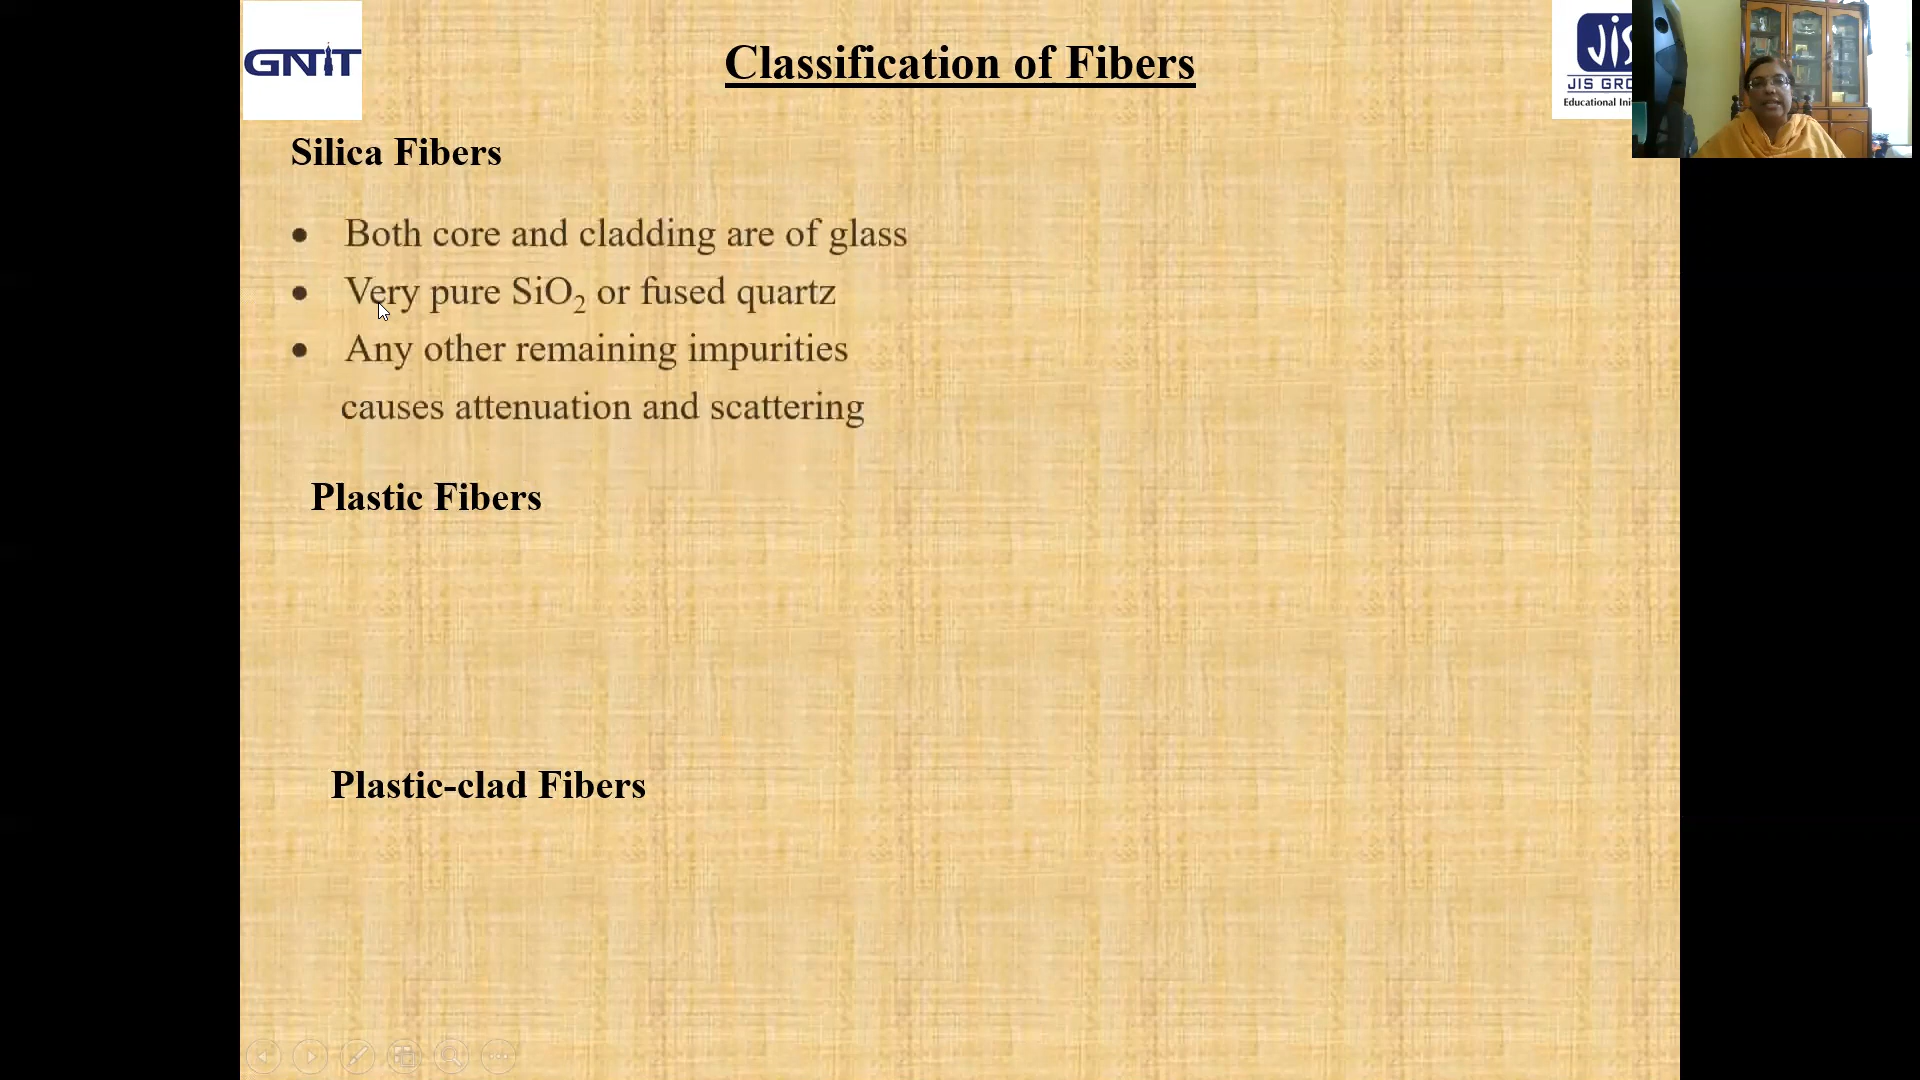 GNIT
Classification of Fibers
JIS GRO
Educational Ini
Silica Fibers
• Both core and cladding are of glass
• Very pure SiO₂ or fused quartz
• Any other remaining impurities
causes attenuation and scattering
Plastic Fibers
Plastic-clad Fibers